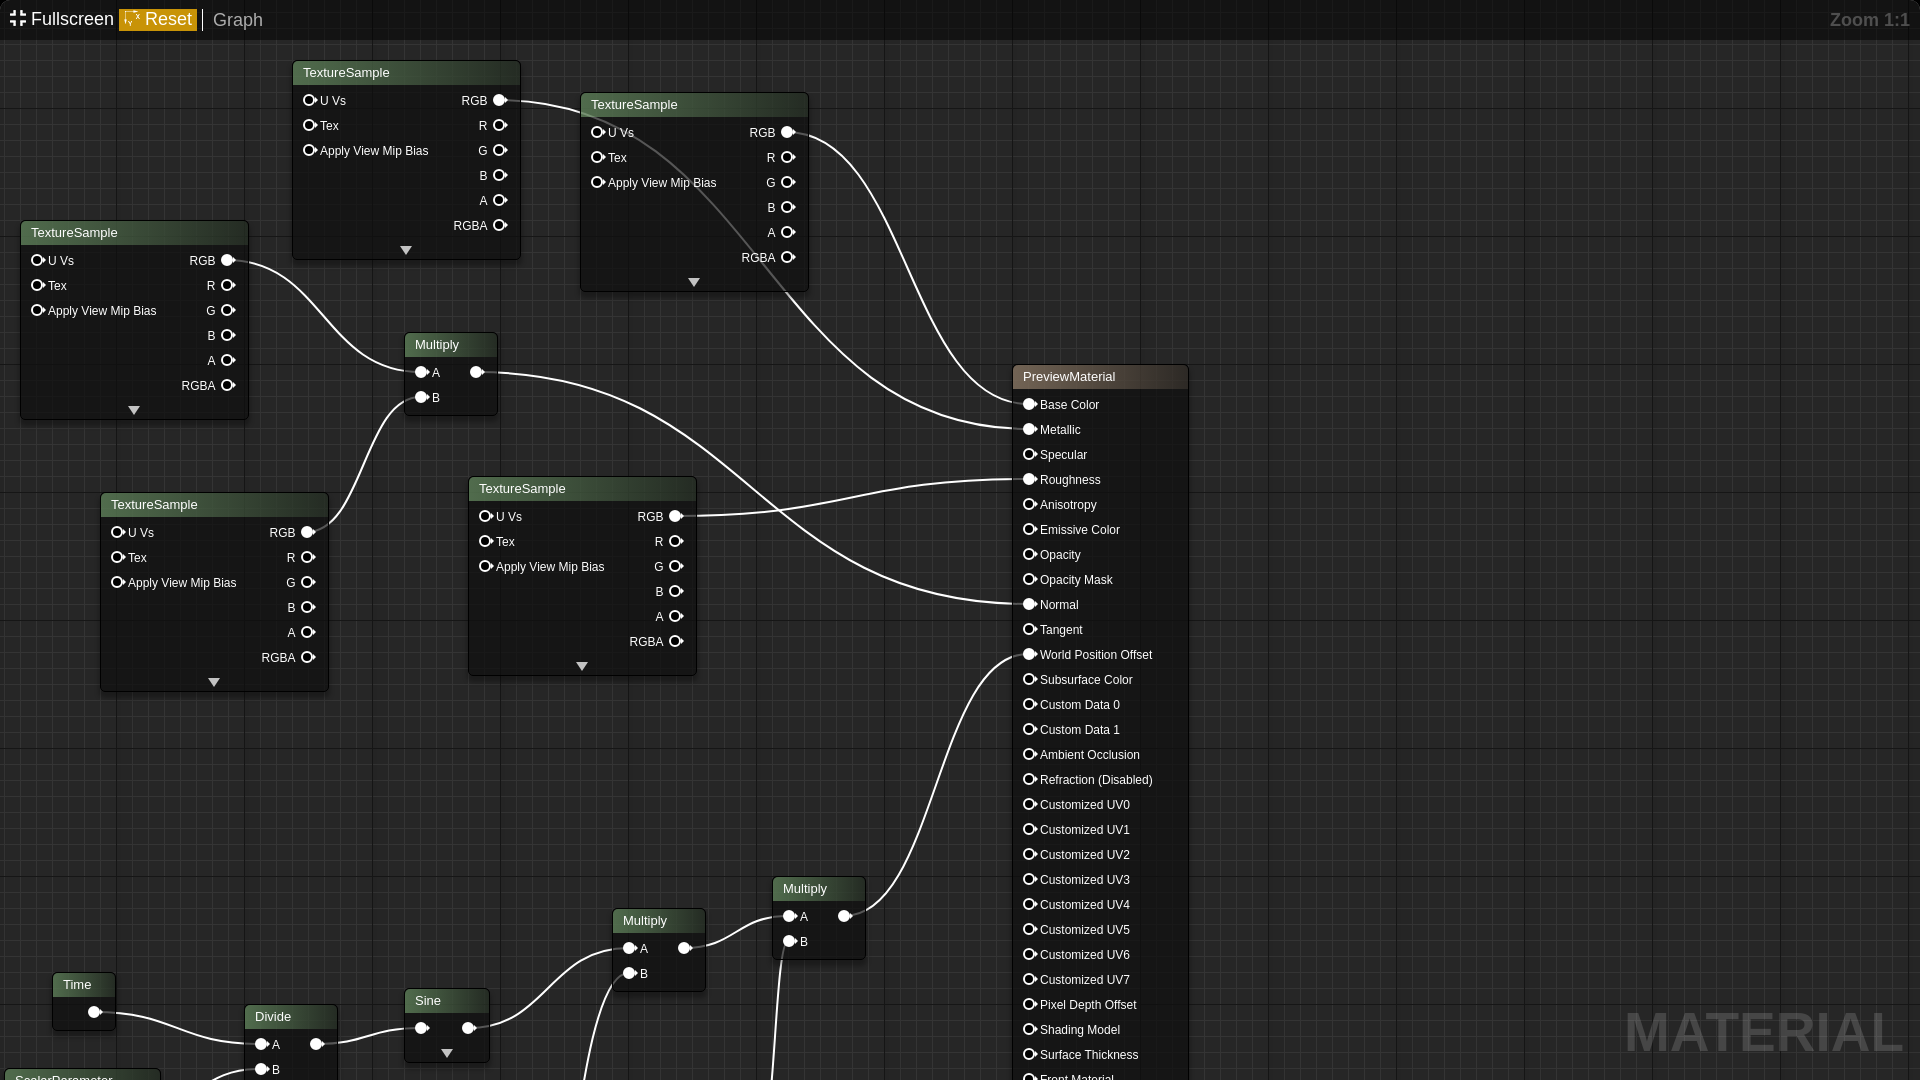 Fullscreen Reset Graph
Zoom 1:1
TextureSample
U Vs RGB
Tex R
Apply View Mip Bias G
B
A
RGBA
TextureSample
U Vs RGB
Tex R
Apply View Mip Bias G
B
A
RGBA
TextureSample
U Vs RGB
Tex R
Apply View Mip Bias G
B
A
RGBA
Multiply
A
B
TextureSample
U Vs RGB
Tex R
Apply View Mip Bias G
B
A
RGBA
TextureSample
U Vs RGB
Tex R
Apply View Mip Bias G
B
A
RGBA
PreviewMaterial
Base Color
Metallic
Specular
Roughness
Anisotropy
Emissive Color
Opacity
Opacity Mask
Normal
Tangent
World Position Offset
Subsurface Color
Custom Data 0
Custom Data 1
Ambient Occlusion
Refraction (Disabled)
Customized UV0
Customized UV1
Customized UV2
Customized UV3
Customized UV4
Customized UV5
Customized UV6
Customized UV7
Pixel Depth Offset
Shading Model
Surface Thickness
Front Material
Multiply
A
B
Multiply
A
B
Time
Divide
A
B
Sine
ScalarParameter
MATERIAL